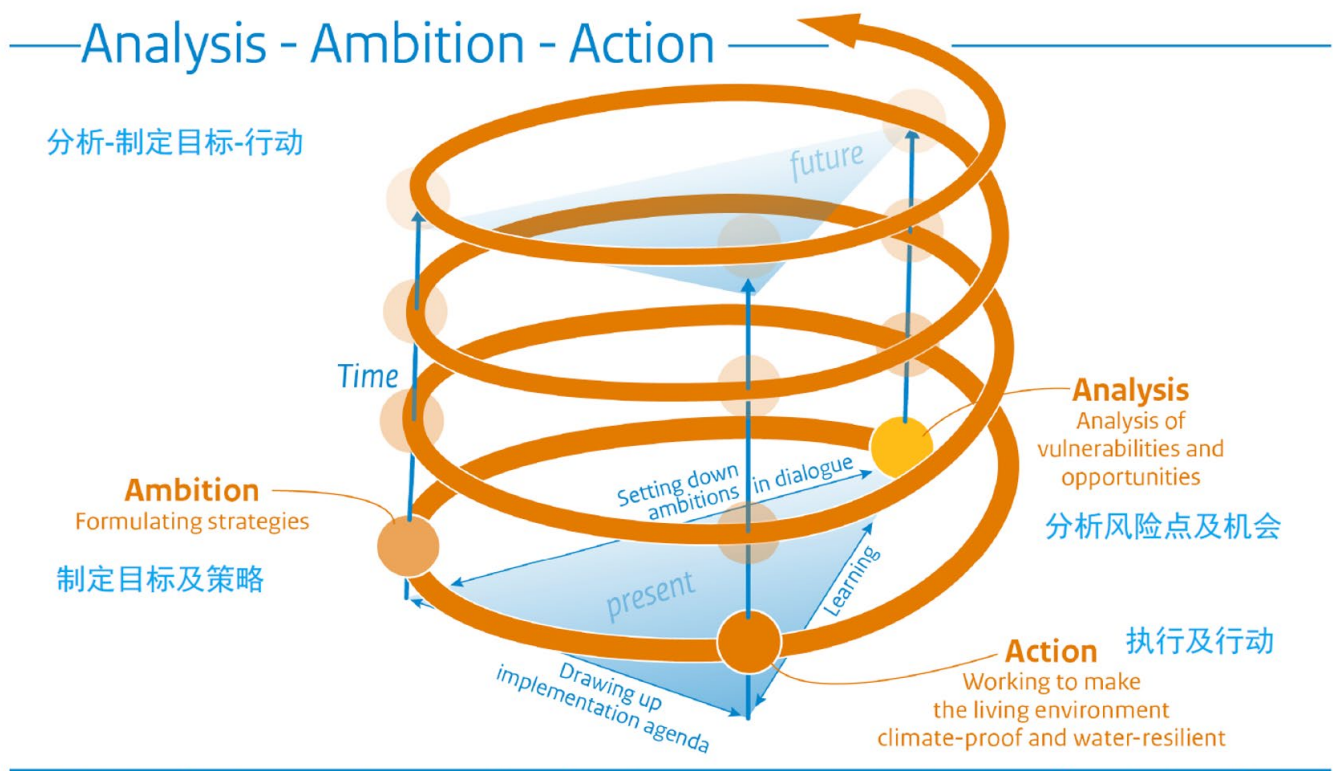 Analysis - Ambition - Action
分析-制定目标-行动
future
Time
Analysis
Analysis of
vulnerabilities and
opportunities
分析风险点及机会
Setting down
ambitions in dialogue
Ambition
Formulating strategies
制定目标及策略
present
Learning
Drawing up
implementation agenda
Action
执行及行动
Working to make
the living environment
climate-proof and water-resilient